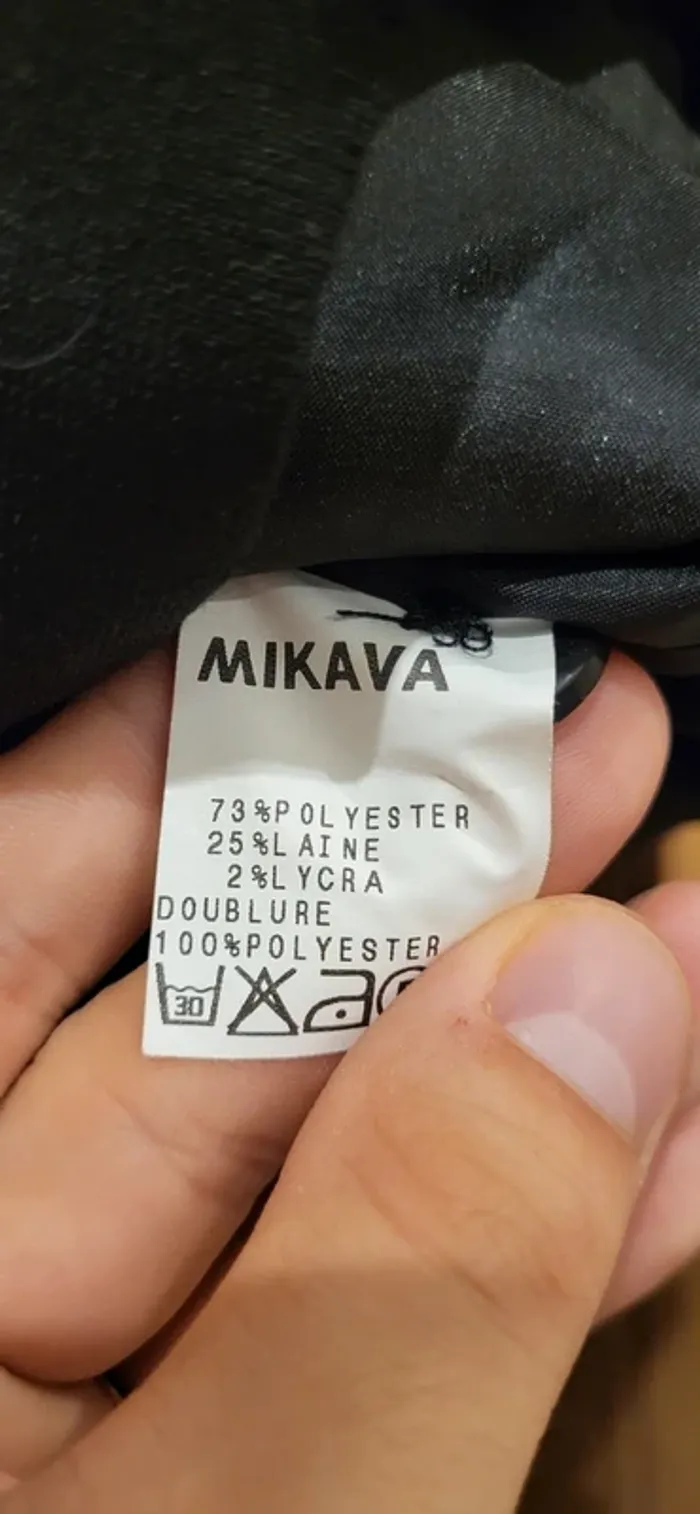 MIKAVA
73%POLYESTER
25%LAINE
2%LYCRA
DOUBLURE
100%POLYESTER
30